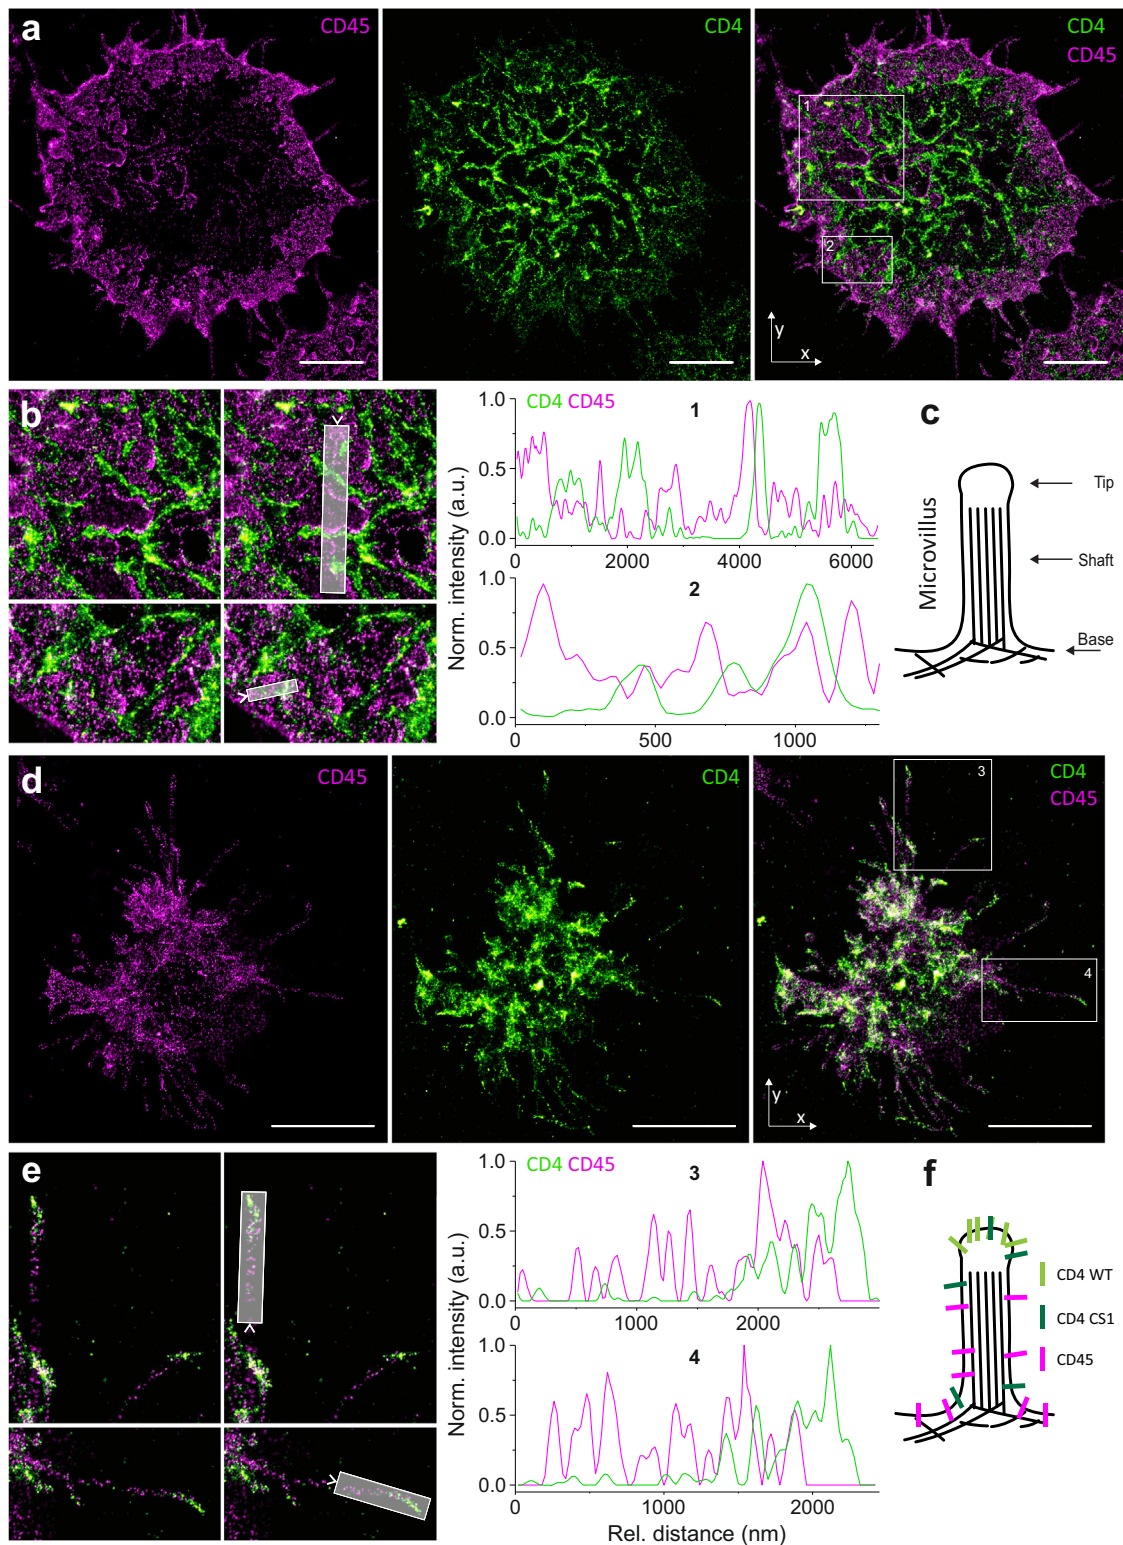 a
CD45
CD4
CD4
CD45
1
2
y
x
b
CD4 CD45
1
1.0
0.5
0.0
2000
4000
6000
2
1.0
0.5
0.0
0
500
1000
Norm. intensity (a.u.)
c
Microvillus
Tip
Shaft
Base
d
CD45
CD4
CD4
CD45
3
4
y
x
e
CD4 CD45
3
1.0
0.5
0.0
0
1000
2000
4
1.0
0.5
0.0
0
1000
2000
Norm. intensity (a.u.)
Rel. distance (nm)
f
CD4 WT
CD4 CS1
CD45